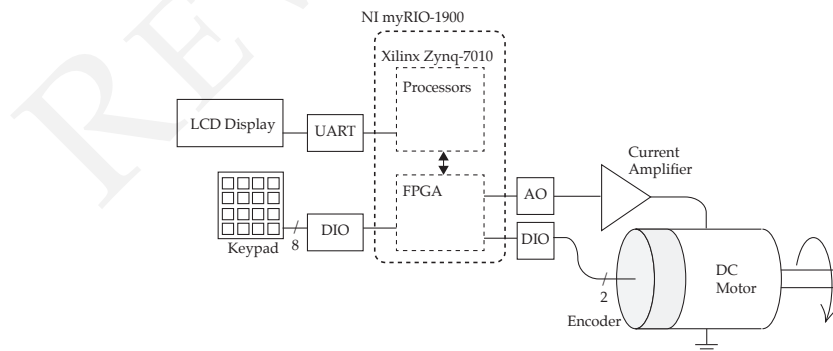 NI myRIO-1900
Xilinx Zynq-7010
Processors
LCD Display
UART
FPGA
Current
Amplifier
AO
Keypad
8
DIO
DIO
DC
Motor
2
Encoder